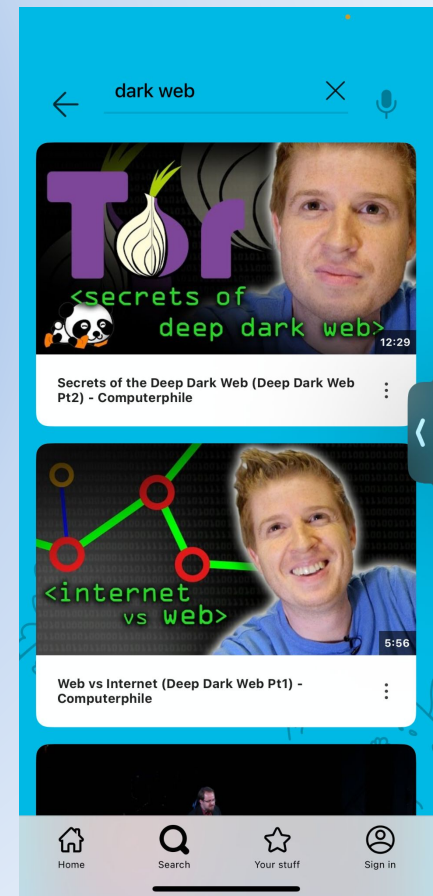 dark web
Tor
<secrets of
deep dark web>
12:29
Secrets of the Deep Dark Web (Deep Dark Web
Pt2) - Computerphile
<internet
vs web>
5:56
Web vs Internet (Deep Dark Web Pt1) -
Computerphile
Home
Search
Your stuff
Sign in